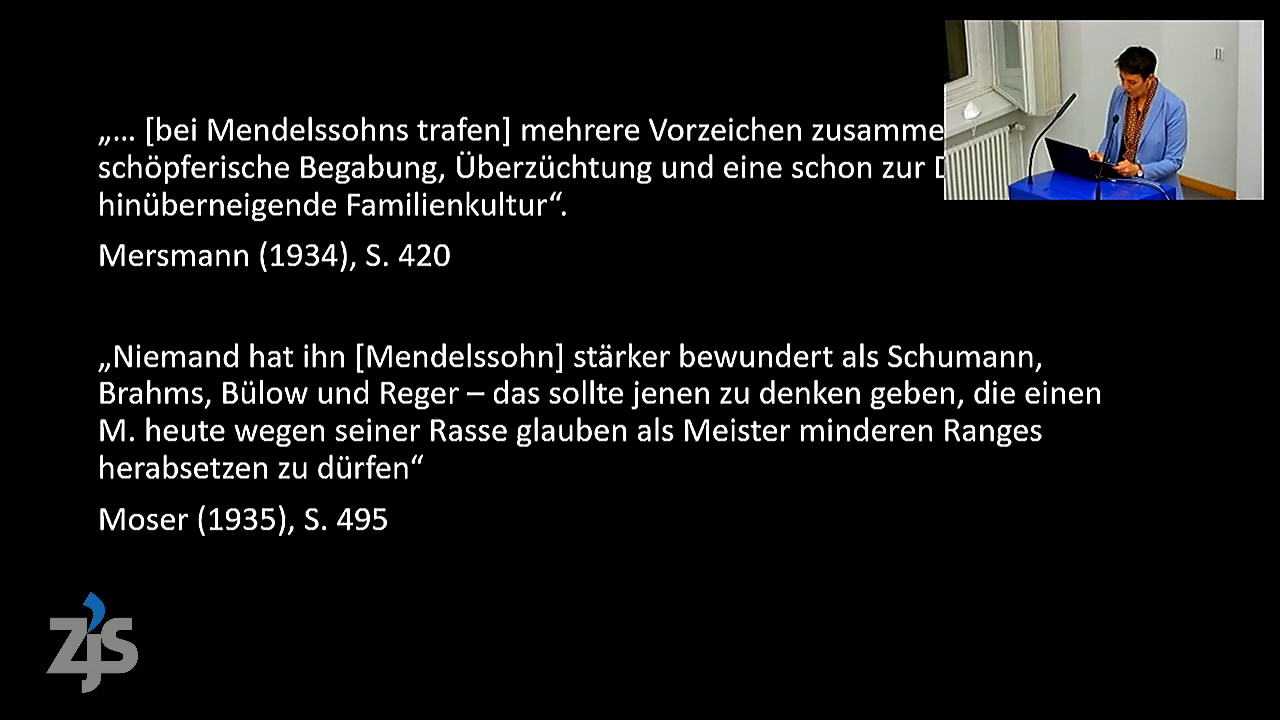 „... [bei Mendelssohns trafen] mehrere Vorzeichen
schöpferische Begabung, Überzüchtung und eine schon zur
hinüberneigende Familienkultur“.
Mersmann (1934), S. 420
„Niemand hat ihn [Mendelssohn] stärker bewundert als Schumann,
Brahms, Bülow und Reger – das sollte jenen zu denken geben, die einen
M. heute wegen seiner Rasse glauben als Meister minderen Ranges
herabsetzen zu dürfen“
Moser (1935), S. 495
ZjS